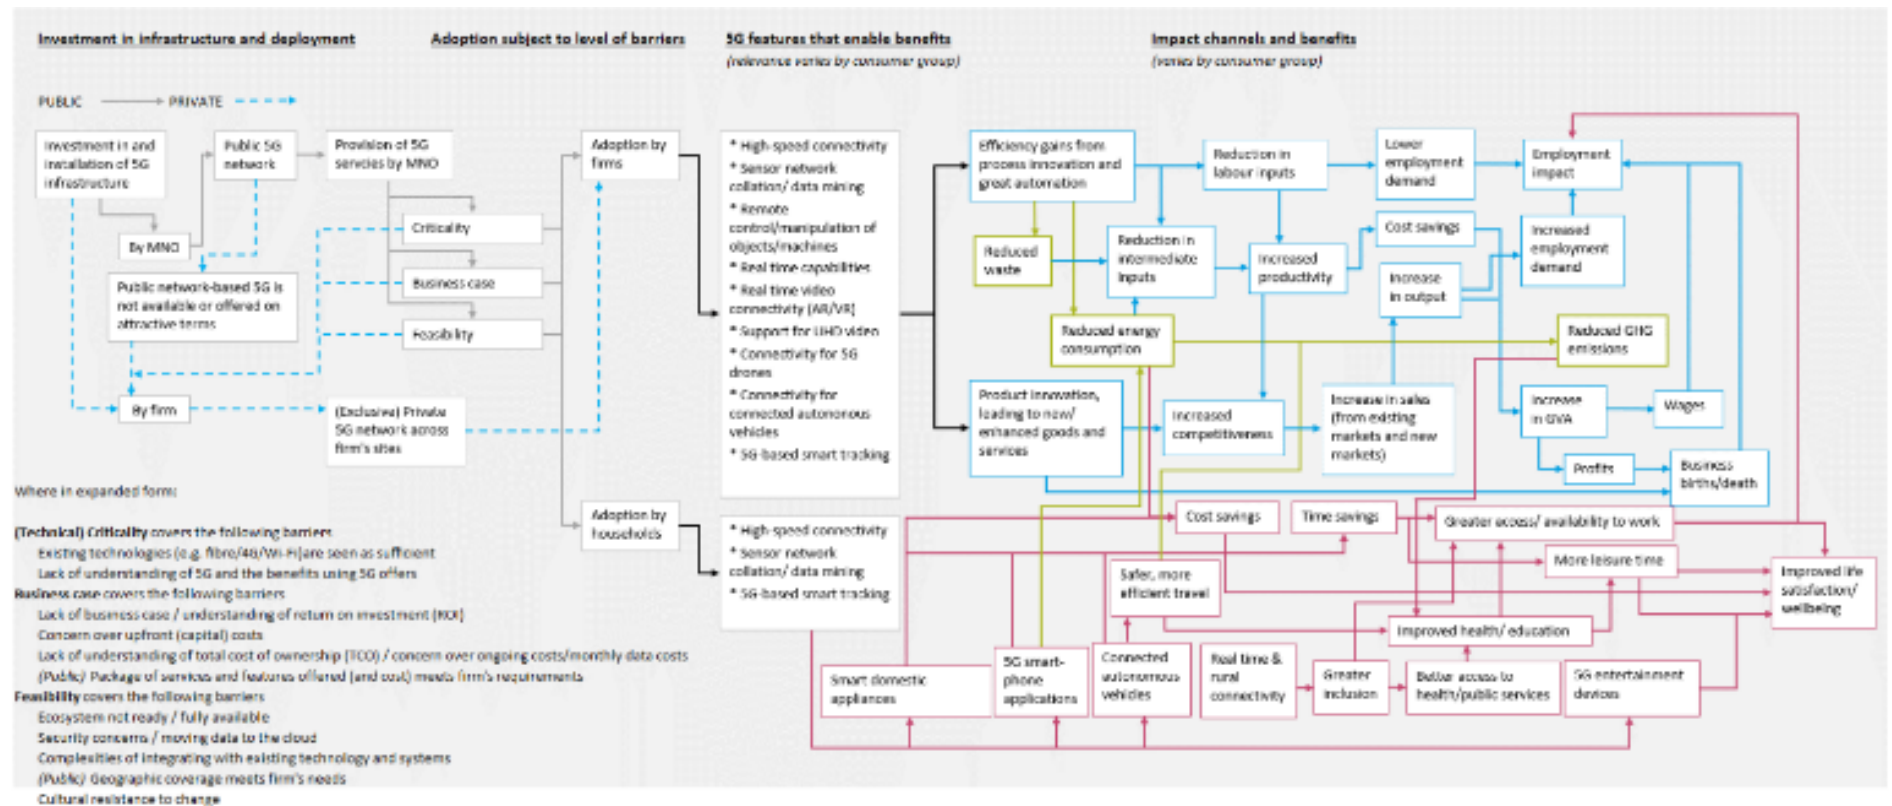 Investment in infrastructure and deployment
Adoption subject to level of barriers
5G features that enable benefits
(relevance varies by consumer group)
Impact channels and benefits
(varies by consumer group)
PUBLIC
PRIVATE
Investment in and
installation of 5G
infrastructure
Public 5G
network
Provision of 5G
servcies by MNO
By MNO
Public network-based 5G is
not available or offered on
attractive terms
By firm
(Exclusive) Private
5G network across
firm's sites
Criticality
Business case
Feasibility
Adoption by
firms
Adoption by
households
* High-speed connectivity
* Sensor network
collation/ data mining
* Remote
control/manipulation of
objects/machines
* Real time capabilities
* Real time video
connectivity (AR/VR)
* Support for UHD video
* Connectivity for 5G
drones
* Connectivity for
connected autonomous
vehicles
* 5G-based smart tracking
* High-speed connectivity
* Sensor network
collation/ data mining
* 5G-based smart tracking
Efficiency gains from
process innovation and
great automation
Reduction in
labour inputs
Lower
employment
demand
Employment
impact
Reduced
waste
Reduction in
intermediate
inputs
Increased
productivity
Cost savings
Increase
in output
Increased
employment
demand
Reduced energy
consumption
Reduced GHG
emissions
Product innovation,
leading to new/
enhanced goods and
services
Increased
competitiveness
Increase in sales
(from existing
markets and new
markets)
Increase
in GVA
Wages
Profits
Business
births/death
Cost savings
Time savings
Greater access/ availability to work
More leisure time
Improved life
satisfaction/
wellbeing
Safer, more
efficient travel
Improved health/ education
Smart domestic
appliances
5G smart-
phone
applications
Connected
autonomous
vehicles
Real time &
rural
connectivity
Greater
inclusion
Better access to
health/public services
5G entertainment
devices
Where in expanded form:
(Technical) Criticality covers the following barriers
Existing technologies (e.g. fibre/4G/Wi-Fi)are seen as sufficient
Lack of understanding of 5G and the benefits using 5G offers
Business case covers the following barriers
Lack of business case / understanding of return on investment (ROI)
Concern over upfront (capital) costs
Lack of understanding of total cost of ownership (TCO) / concern over ongoing costs/monthly data costs
(Public) Package of services and features offered (and cost) meets firm's requirements
Feasibility covers the following barriers
Ecosystem not ready / fully available
Security concerns / moving data to the cloud
Complexities of integrating with existing technology and systems
(Public) Geographic coverage meets firm's needs
Cultural resistance to change